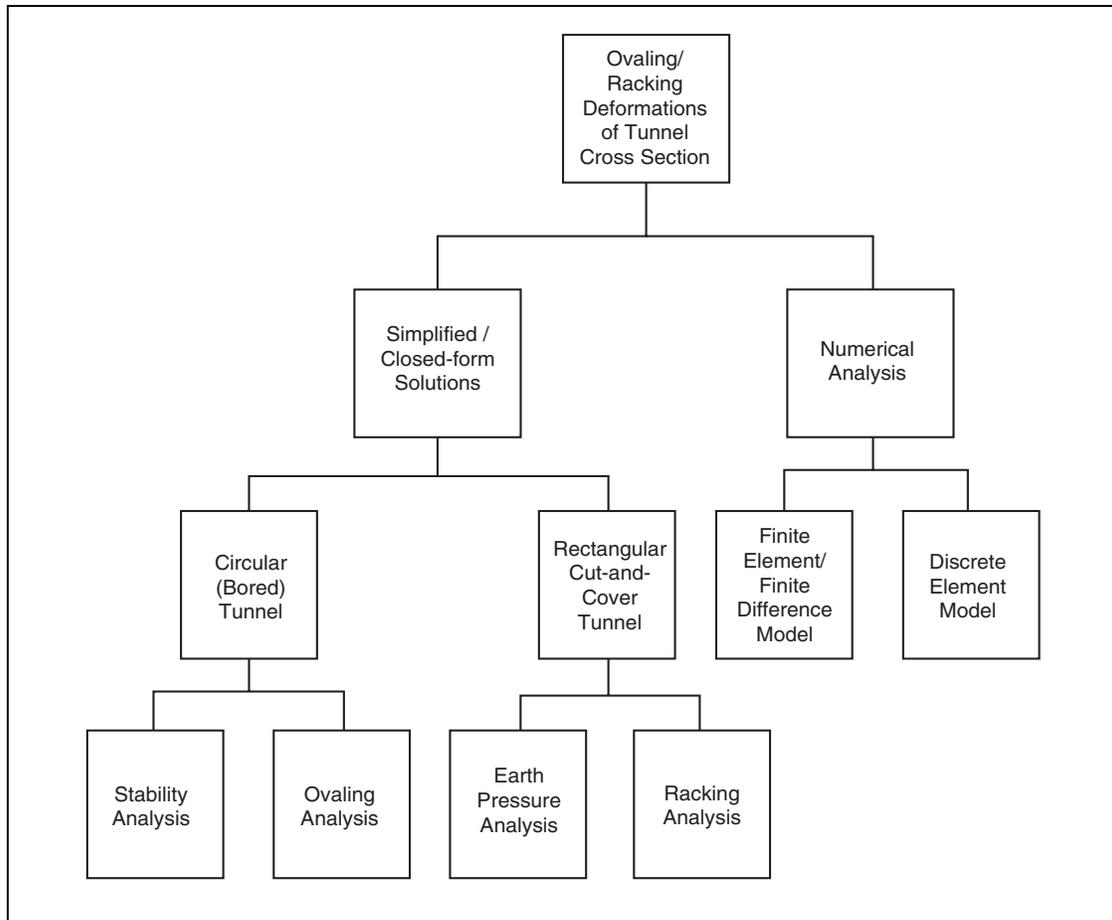 Ovaling/
Racking
Deformations
of Tunnel
Cross Section
Simplified /
Closed-form
Solutions
Numerical
Analysis
Circular
(Bored)
Tunnel
Rectangular
Cut-and-
Cover
Tunnel
Finite
Element/
Finite
Difference
Model
Discrete
Element
Model
Stability
Analysis
Ovaling
Analysis
Earth
Pressure
Analysis
Racking
Analysis